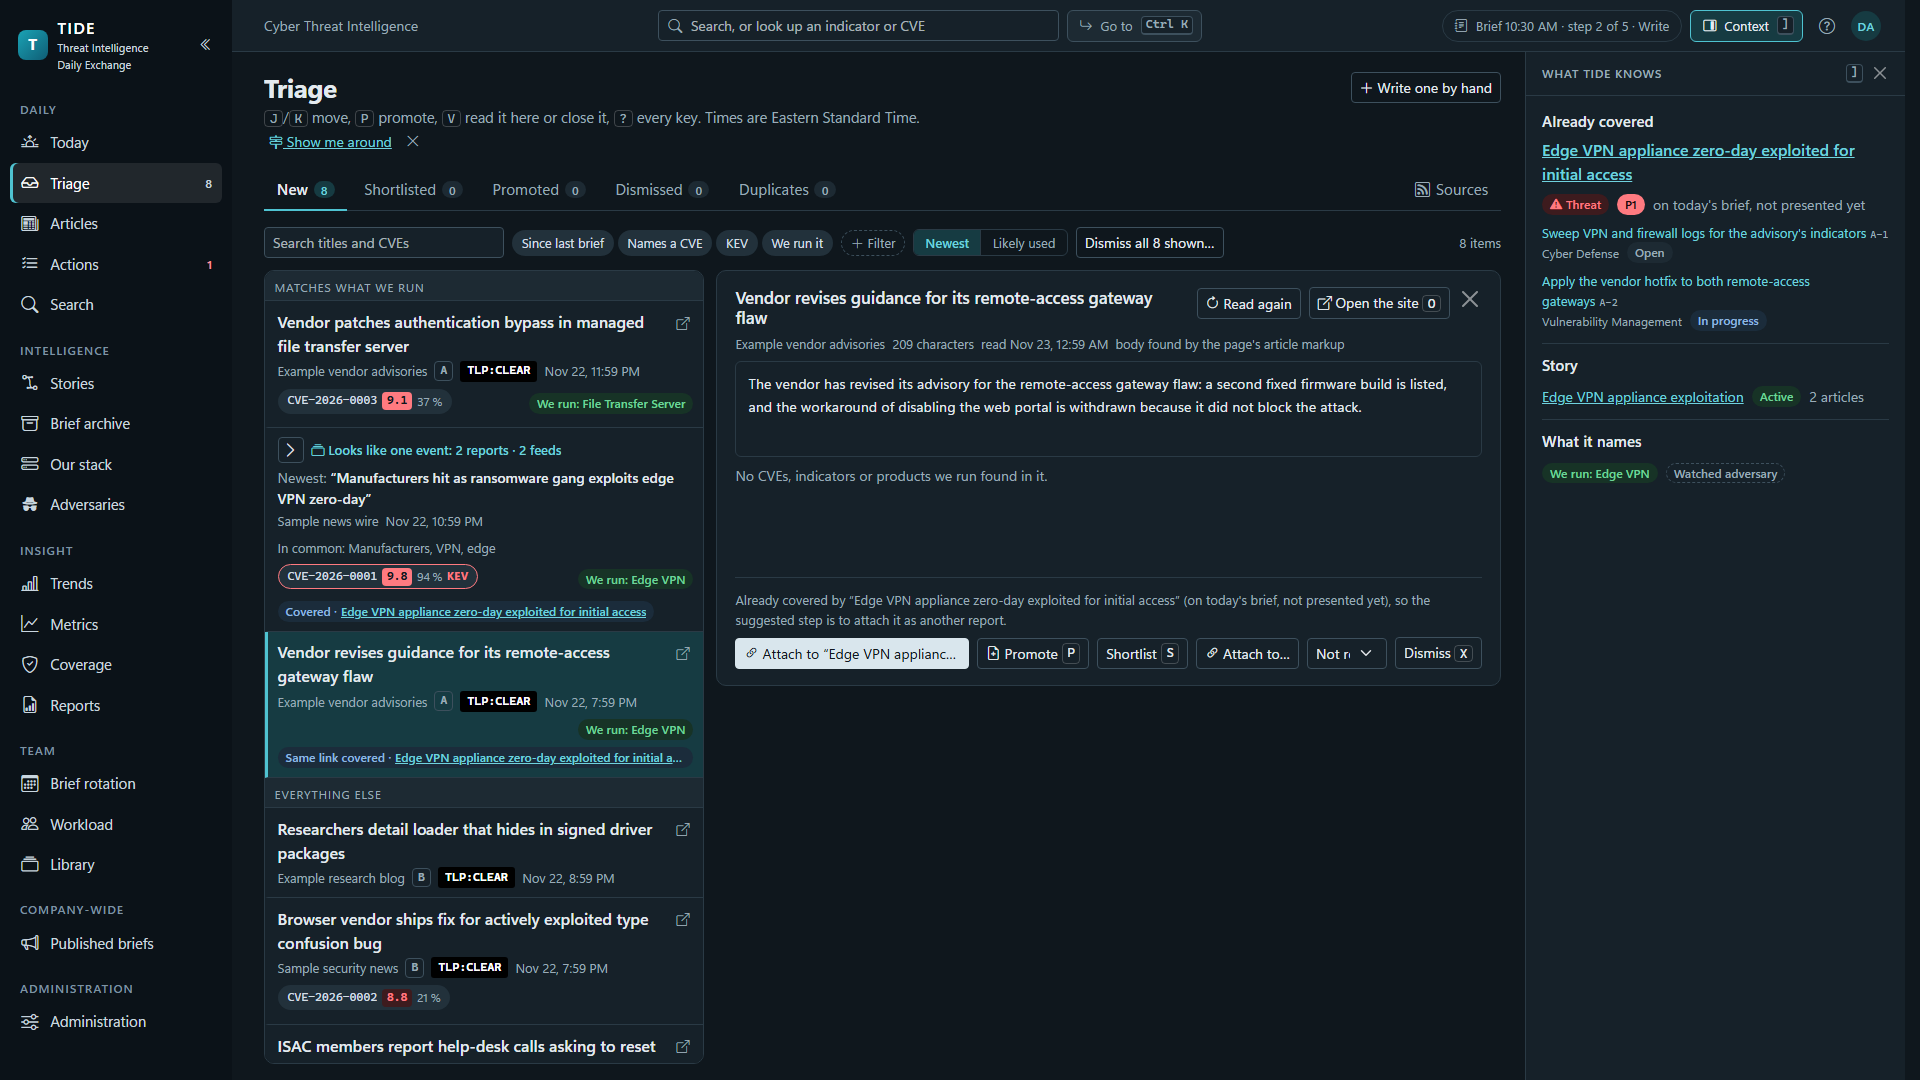 T
TIDE
Threat Intelligence
Daily Exchange
DAILY
Today
Triage 8
Articles
Actions 1
Search
INTELLIGENCE
Stories
Brief archive
Our stack
Adversaries
INSIGHT
Trends
Metrics
Coverage
Reports
TEAM
Brief rotation
Workload
Library
COMPANY-WIDE
Published briefs
ADMINISTRATION
Administration
Cyber Threat Intelligence
Search, or look up an indicator or CVE
Go to Ctrl K
Brief 10:30 AM · step 2 of 5 · Write
Context ]
?
DA
Triage
J/K move, P promote, V read it here or close it, ? every key. Times are Eastern Standard Time.
Show me around
Write one by hand
New 8
Shortlisted 0
Promoted 0
Dismissed 0
Duplicates 0
Sources
Search titles and CVEs
Since last brief
Names a CVE
KEV
We run it
+ Filter
Newest
Likely used
Dismiss all 8 shown...
8 items
MATCHES WHAT WE RUN
Vendor patches authentication bypass in managed
file transfer server
Example vendor advisories A TLP:CLEAR Nov 22, 11:59 PM
CVE-2026-0003 9.1 37 %
We run: File Transfer Server
Looks like one event: 2 reports · 2 feeds
Newest: “Manufacturers hit as ransomware gang exploits edge
VPN zero-day”
Sample news wire Nov 22, 10:59 PM
In common: Manufacturers, VPN, edge
CVE-2026-0001 9.8 94 % KEV
We run: Edge VPN
Covered · Edge VPN appliance zero-day exploited for initial access
Vendor revises guidance for its remote-access
gateway flaw
Example vendor advisories A TLP:CLEAR Nov 22, 7:59 PM
We run: Edge VPN
Same link covered · Edge VPN appliance zero-day exploited for initial a...
EVERYTHING ELSE
Researchers detail loader that hides in signed driver
packages
Example research blog B TLP:CLEAR Nov 22, 8:59 PM
Browser vendor ships fix for actively exploited type
confusion bug
Sample security news B TLP:CLEAR Nov 22, 7:59 PM
CVE-2026-0002 8.8 21 %
ISAC members report help-desk calls asking to reset
Vendor revises guidance for its remote-access gateway
flaw
Read again
Open the site O
Example vendor advisories 209 characters read Nov 23, 12:59 AM body found by the page's article markup
The vendor has revised its advisory for the remote-access gateway flaw: a second fixed firmware build is listed,
and the workaround of disabling the web portal is withdrawn because it did not block the attack.
No CVEs, indicators or products we run found in it.
Already covered by “Edge VPN appliance zero-day exploited for initial access” (on today's brief, not presented yet), so the
suggested step is to attach it as another report.
Attach to “Edge VPN applianc...
Promote P
Shortlist S
Attach to...
Not r
Dismiss X
WHAT TIDE KNOWS ]
Already covered
Edge VPN appliance zero-day exploited for
initial access
Threat P1 on today's brief, not presented yet
Sweep VPN and firewall logs for the advisory's indicators A-1
Cyber Defense Open
Apply the vendor hotfix to both remote-access
gateways A-2
Vulnerability Management In progress
Story
Edge VPN appliance exploitation Active 2 articles
What it names
We run: Edge VPN
Watched adversary